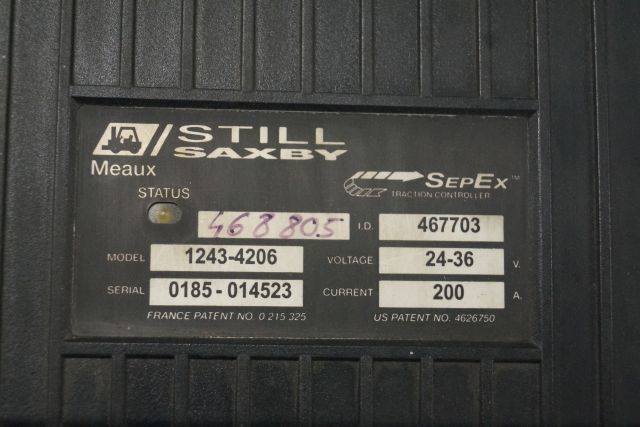 STILL
SAXBY
Meaux
SEPEX™
TRACTION CONTROLLER
STATUS
468805 I.D. 467703
MODEL 1243-4206 VOLTAGE 24-36 V.
SERIAL 0185-014523 CURRENT 200 A.
FRANCE PATENT NO. 0 215 325 US PATENT NO. 4626750